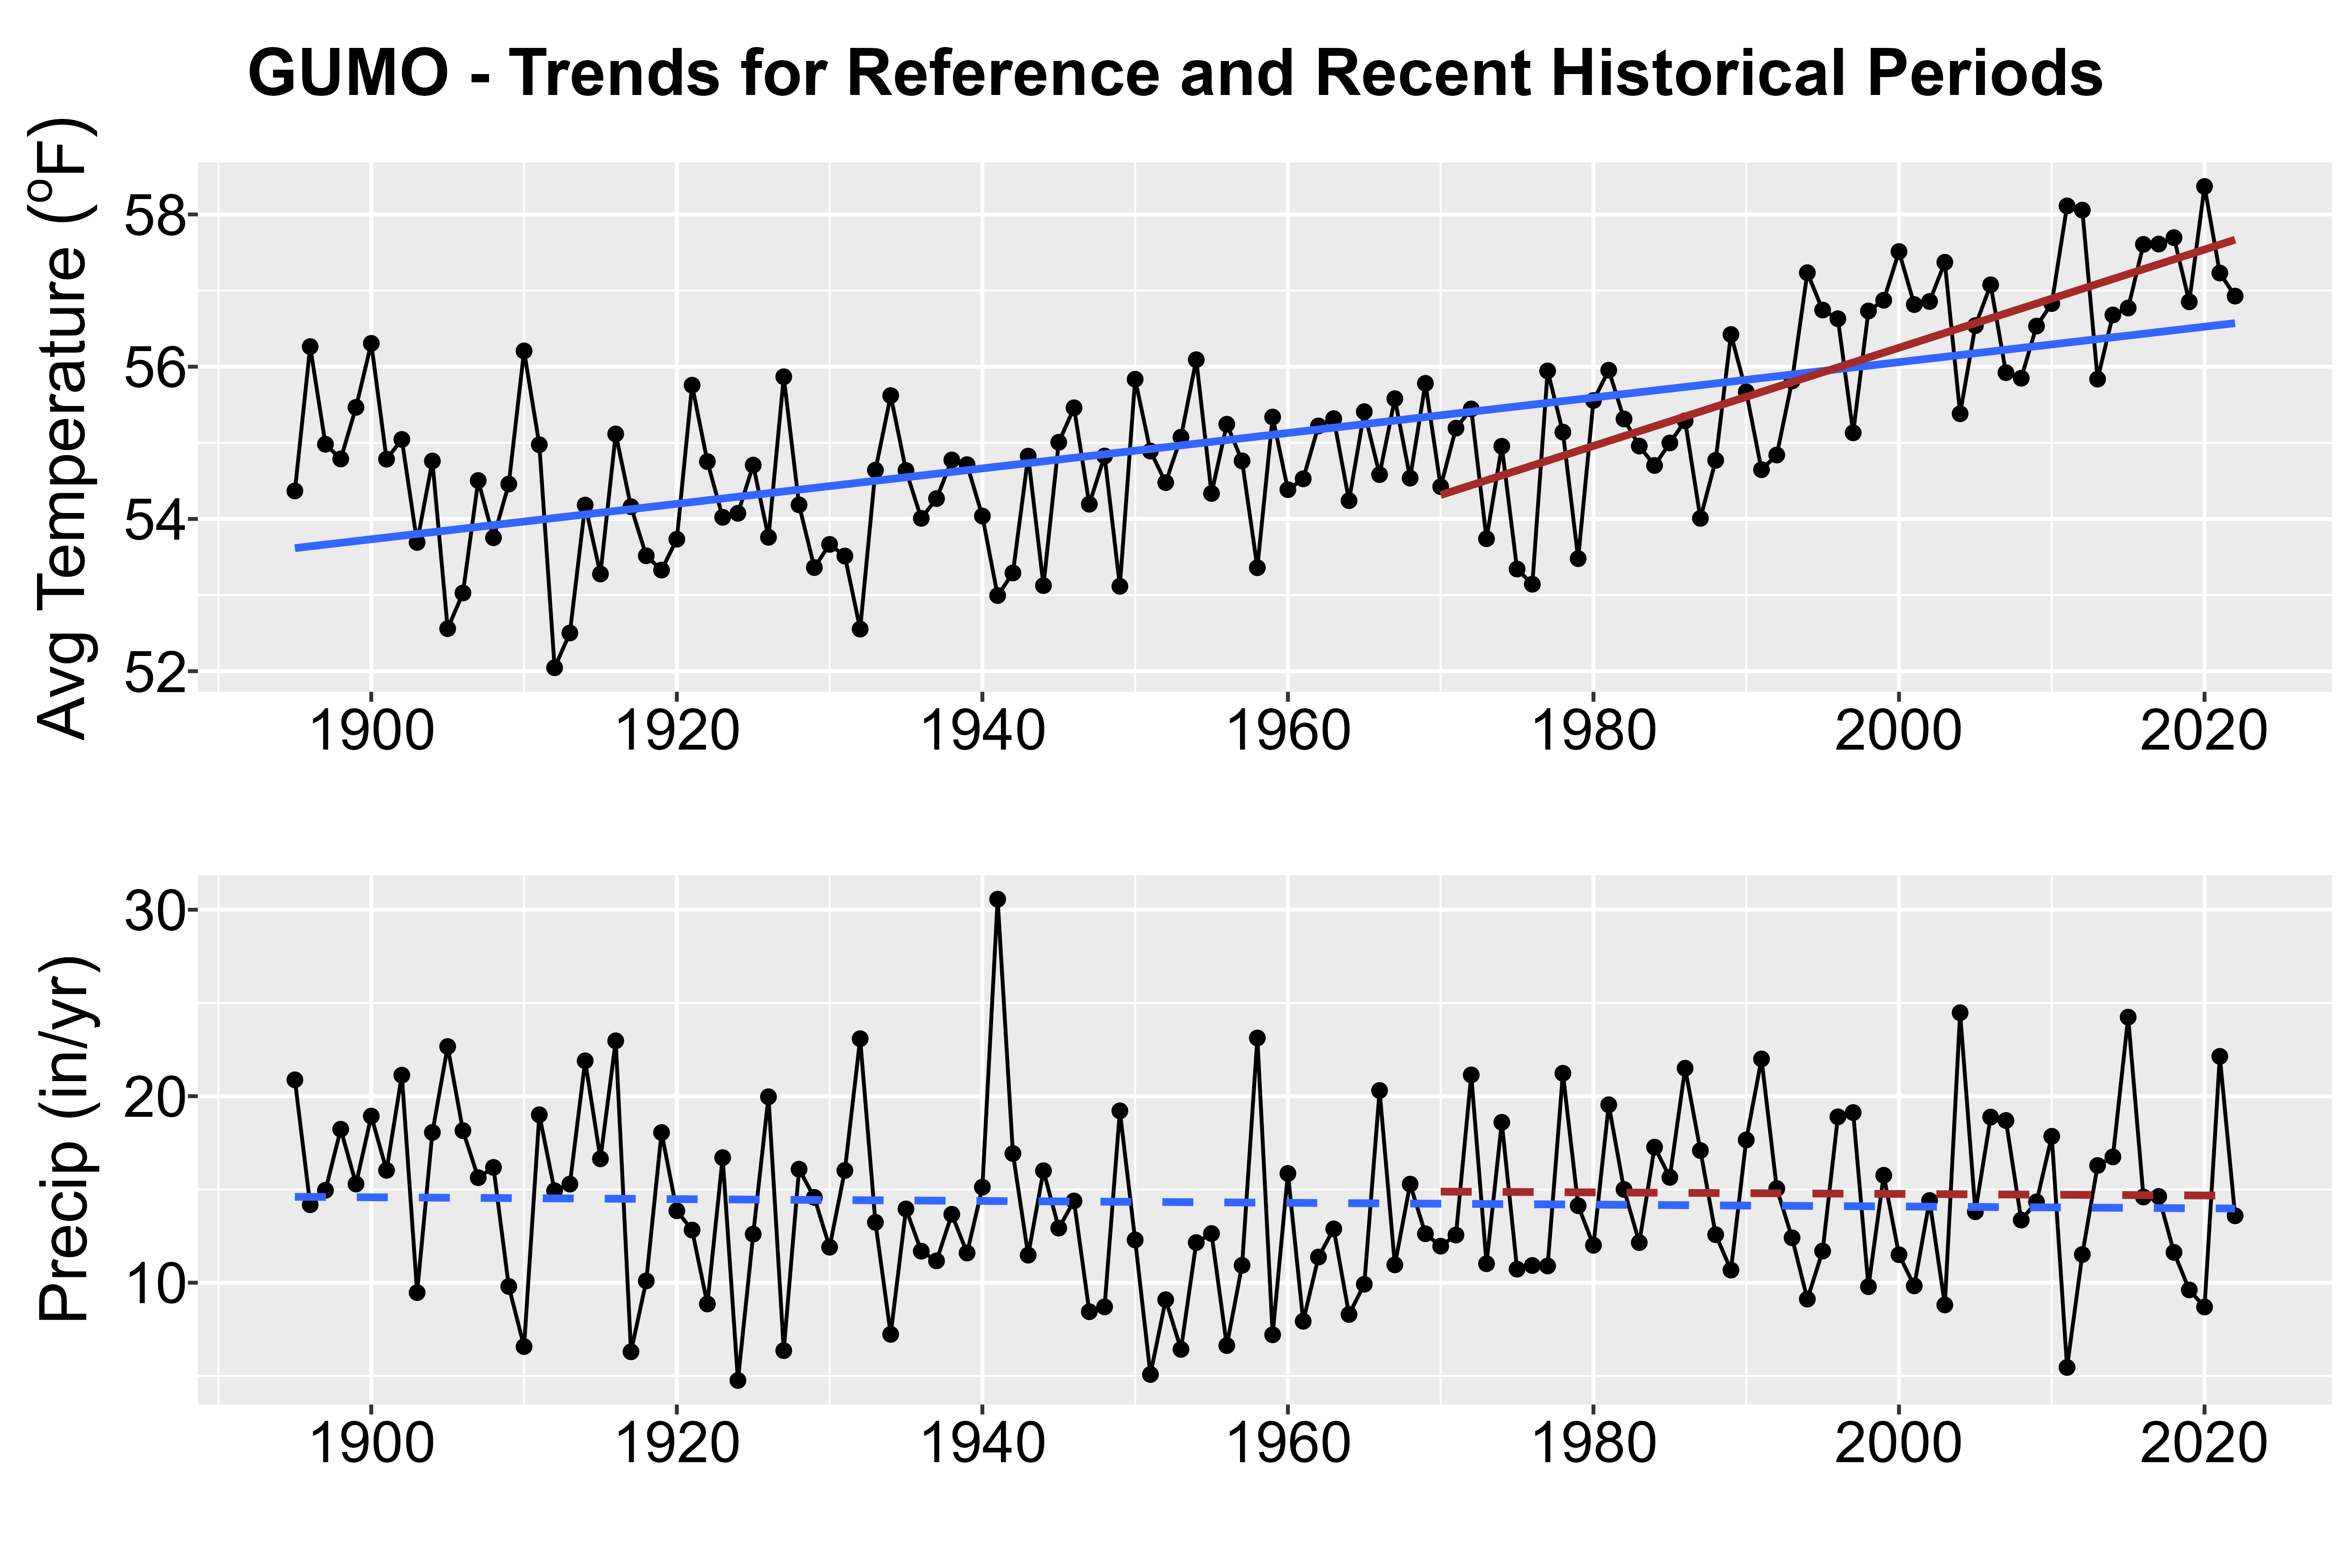 GUMO - Trends for Reference and Recent Historical Periods
Avg Temperature (°F)
58
56
54
52
1900 1920 1940 1960 1980 2000 2020
Precip (in/yr)
30
20
10
1900 1920 1940 1960 1980 2000 2020